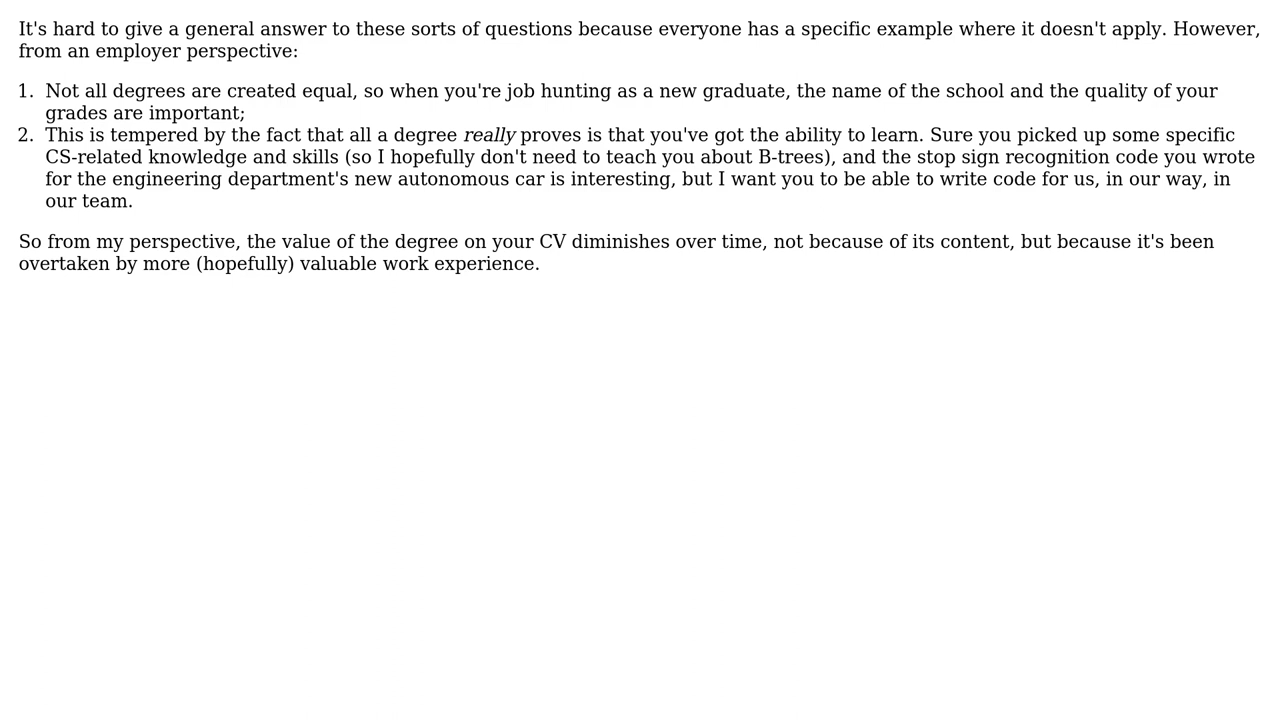 It's hard to give a general answer to these sorts of questions because everyone has a specific example where it doesn't apply. However,
from an employer perspective:
1. Not all degrees are created equal, so when you're job hunting as a new graduate, the name of the school and the quality of your
grades are important;
2. This is tempered by the fact that all a degree really proves is that you've got the ability to learn. Sure you picked up some specific
CS-related knowledge and skills (so I hopefully don't need to teach you about B-trees), and the stop sign recognition code you wrote
for the engineering department's new autonomous car is interesting, but I want you to be able to write code for us, in our way, in
our team.
So from my perspective, the value of the degree on your CV diminishes over time, not because of its content, but because it's been
overtaken by more (hopefully) valuable work experience.